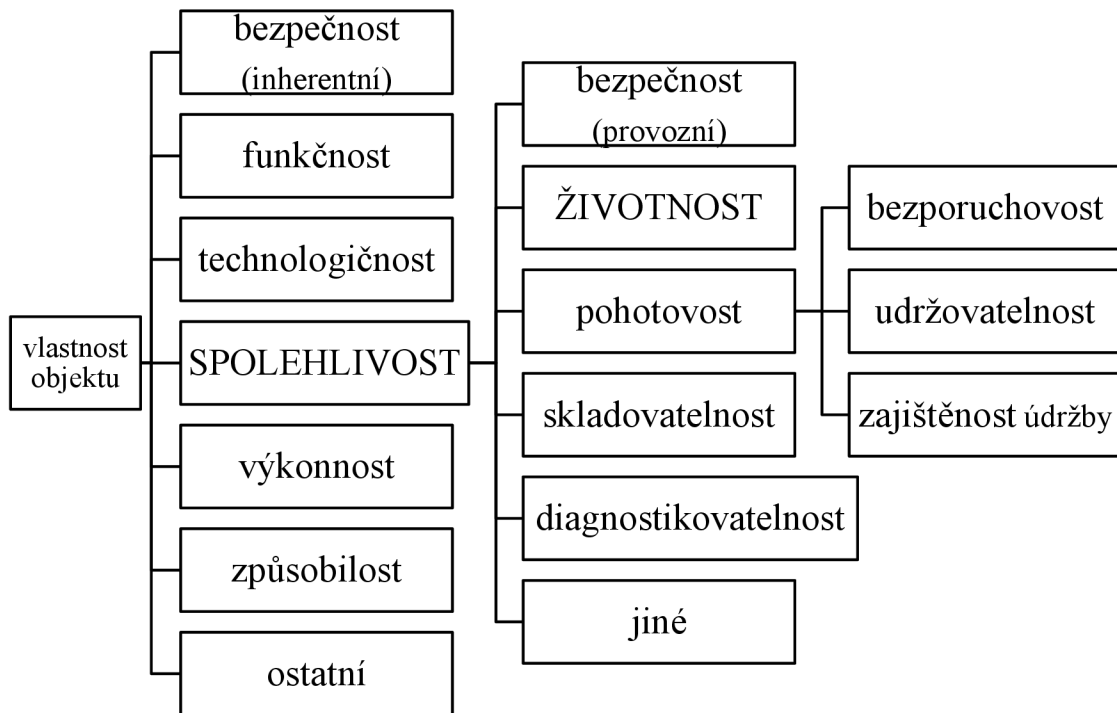 vlastnost
objektu
bezpečnost
(inherentní)
funkčnost
technologičnost
SPOLEHLIVOST
výkonnost
způsobilost
ostatní
bezpečnost
(provozní)
ŽIVOTNOST
pohotovost
skladovatelnost
diagnostikovatelnost
jiné
bezporuchovost
udržovatelnost
zajištěnost údržby